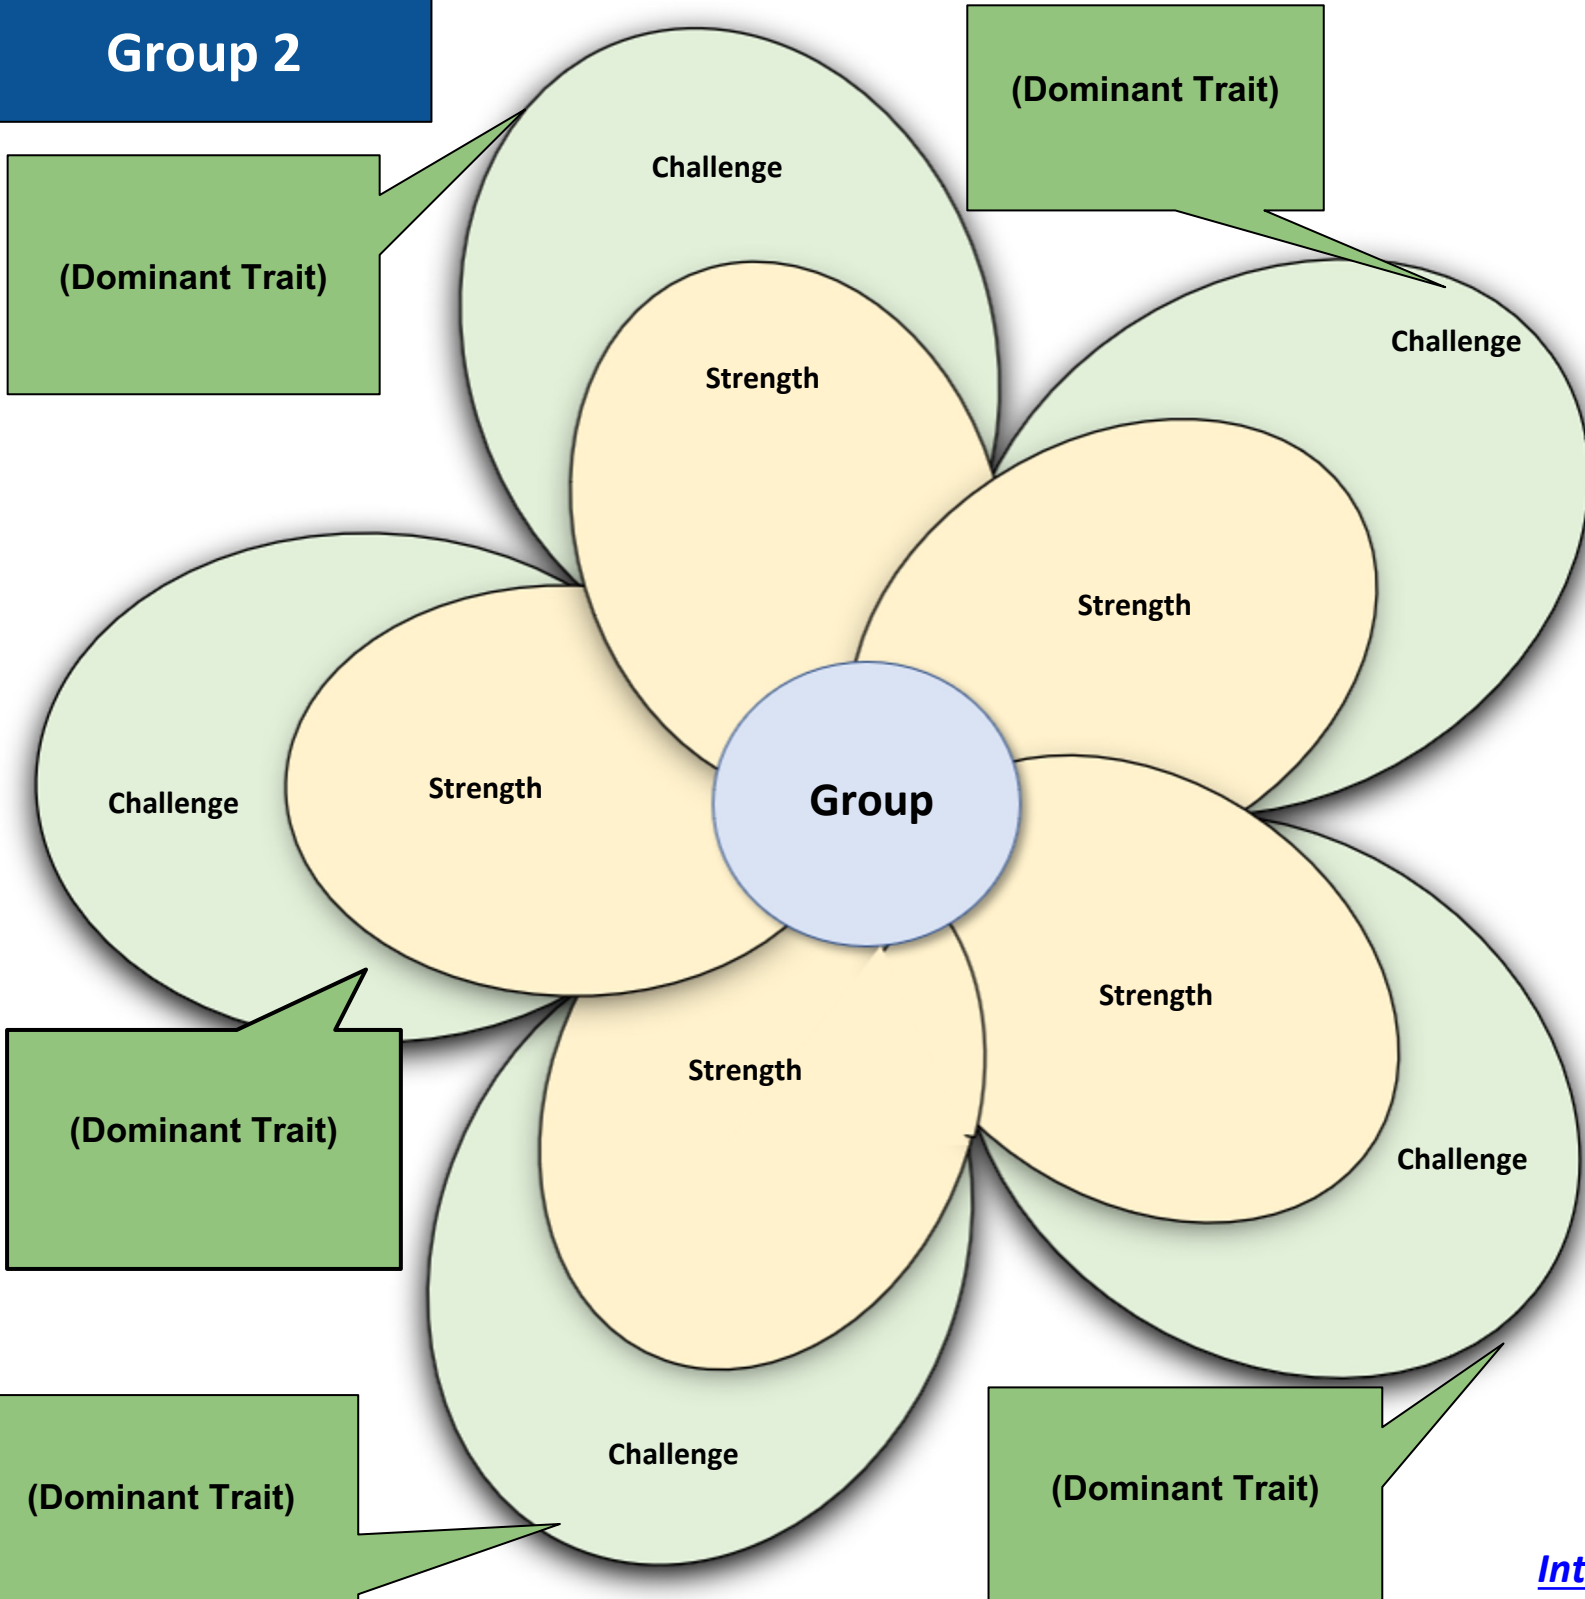 Group 2
(Dominant Trait)
Challenge
(Dominant Trait)
Challenge
Strength
Strength
Challenge
Strength
Group
Strength
(Dominant Trait)
Strength
Challenge
Challenge
(Dominant Trait)
(Dominant Trait)
Int